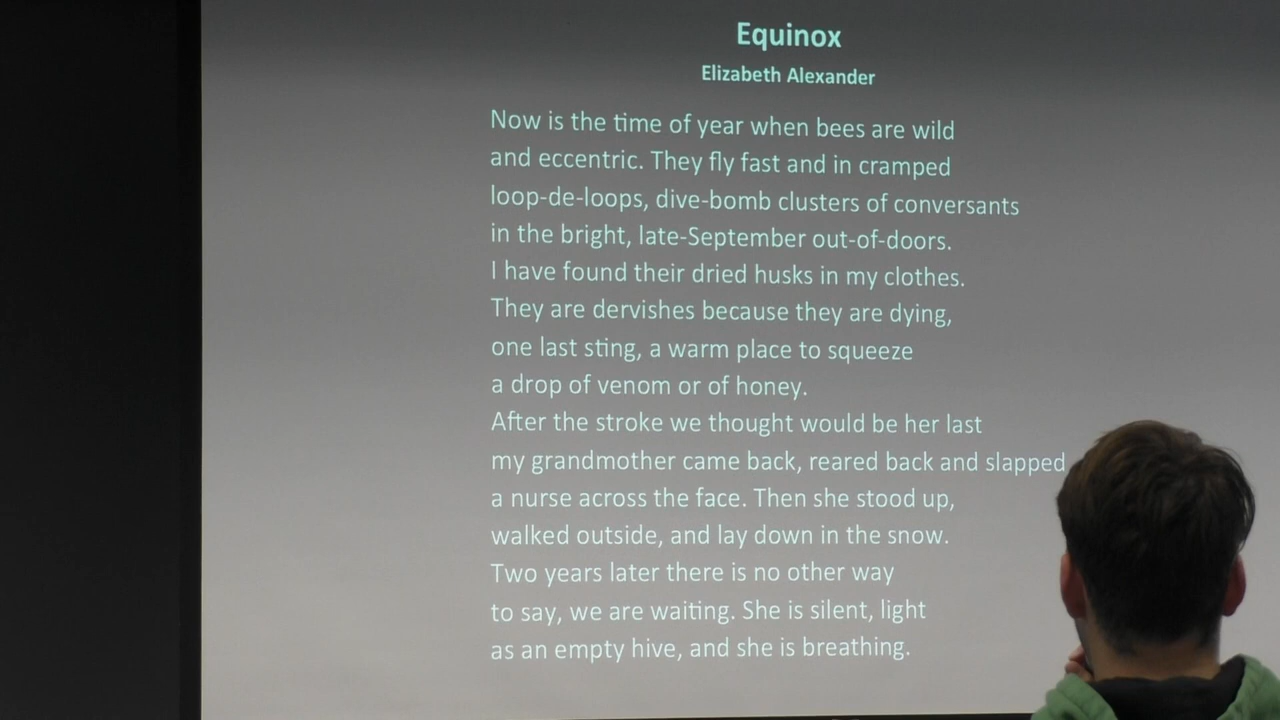 Equinox
Elizabeth Alexander
Now is the time of year when bees are wild
and eccentric. They fly fast and in cramped
loop-de-loops, dive-bomb clusters of conversants
in the bright, late-September out-of-doors.
I have found their dried husks in my clothes.
They are dervishes because they are dying,
one last sting, a warm place to squeeze
a drop of venom or of honey.
After the stroke we thought would be her last
my grandmother came back, reared back and slapped
a nurse across the face. Then she stood up,
walked outside, and lay down in the snow.
Two years later there is no other way
to say, we are waiting. She is silent, light
as an empty hive, and she is breathing.